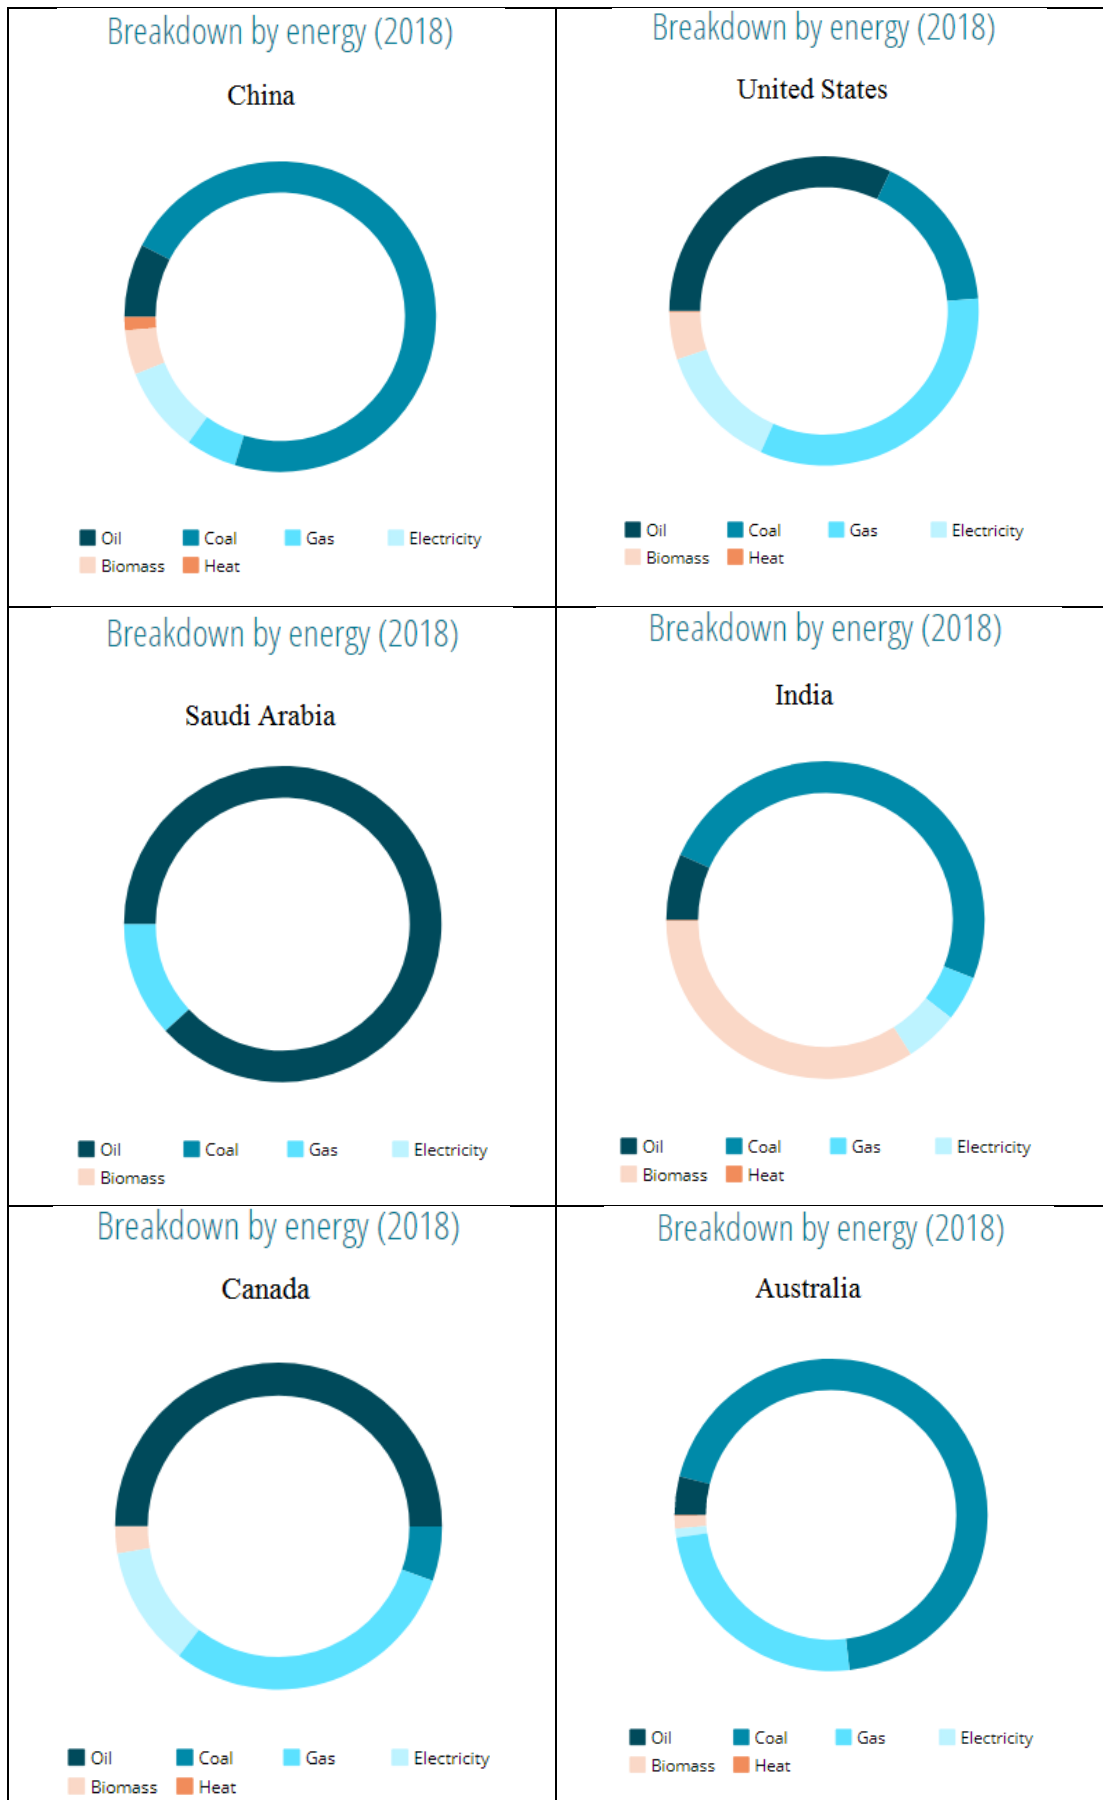 Breakdown by energy (2018)
China
Oil Coal Gas Electricity
Biomass Heat
Breakdown by energy (2018)
United States
Oil Coal Gas Electricity
Biomass Heat
Breakdown by energy (2018)
Saudi Arabia
Oil Coal Gas Electricity
Biomass
Breakdown by energy (2018)
India
Oil Coal Gas Electricity
Biomass Heat
Breakdown by energy (2018)
Canada
Oil Coal Gas Electricity
Biomass Heat
Breakdown by energy (2018)
Australia
Oil Coal Gas Electricity
Biomass Heat